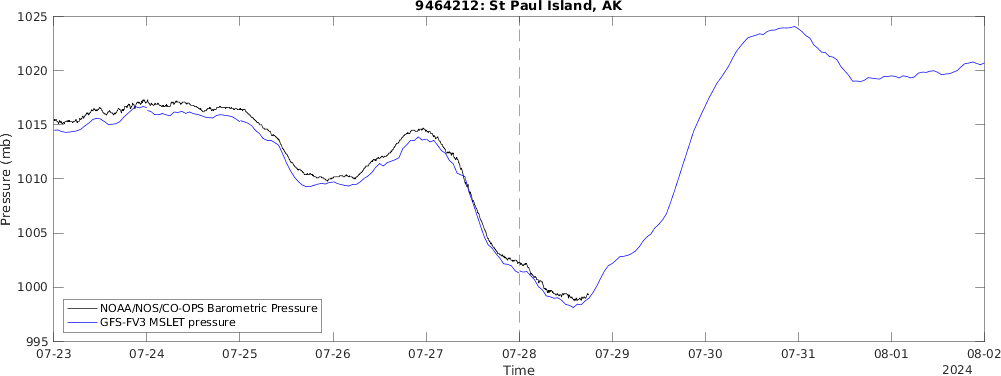 9464212: St Paul Island, AK
Pressure (mb)
1025
1020
1015
1010
1005
1000
995
NOAA/NOS/CO-OPS Barometric Pressure
GFS-FV3 MSLET pressure
07-23 07-24 07-25 07-26 07-27 07-28 07-29 07-30 07-31 08-01 08-02
Time
2024